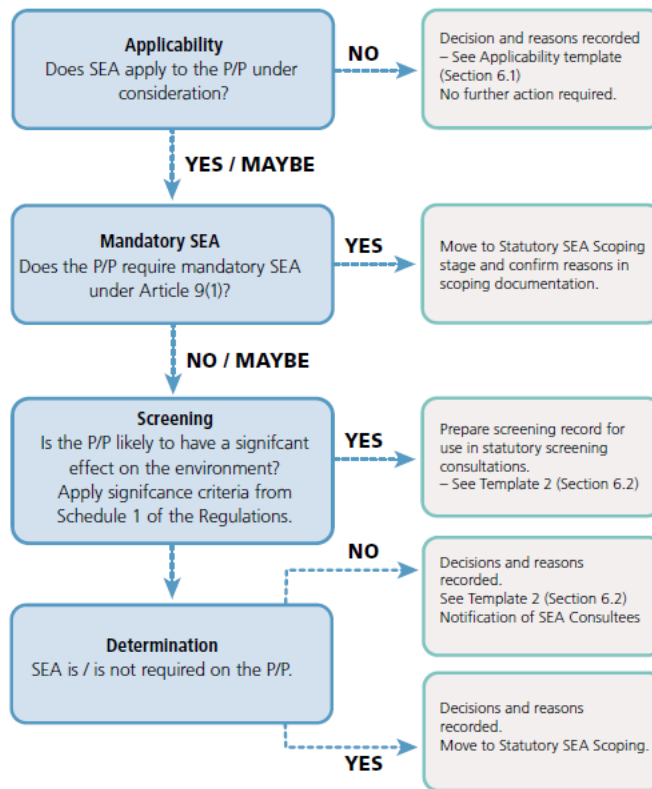 Applicability
Does SEA apply to the P/P under
consideration?
NO
Decision and reasons recorded
– See Applicability template
(Section 6.1)
No further action required.
YES / MAYBE
Mandatory SEA
Does the P/P require mandatory SEA
under Article 9(1)?
YES
Move to Statutory SEA Scoping
stage and confirm reasons in
scoping documentation.
NO / MAYBE
Screening
Is the P/P likely to have a signifcant
effect on the environment?
Apply signifcance criteria from
Schedule 1 of the Regulations.
YES
Prepare screening record for
use in statutory screening
consultations.
– See Template 2 (Section 6.2)
Determination
SEA is / is not required on the P/P.
NO
Decisions and reasons
recorded.
See Template 2 (Section 6.2)
Notification of SEA Consultees
YES
Decisions and reasons
recorded.
Move to Statutory SEA Scoping.